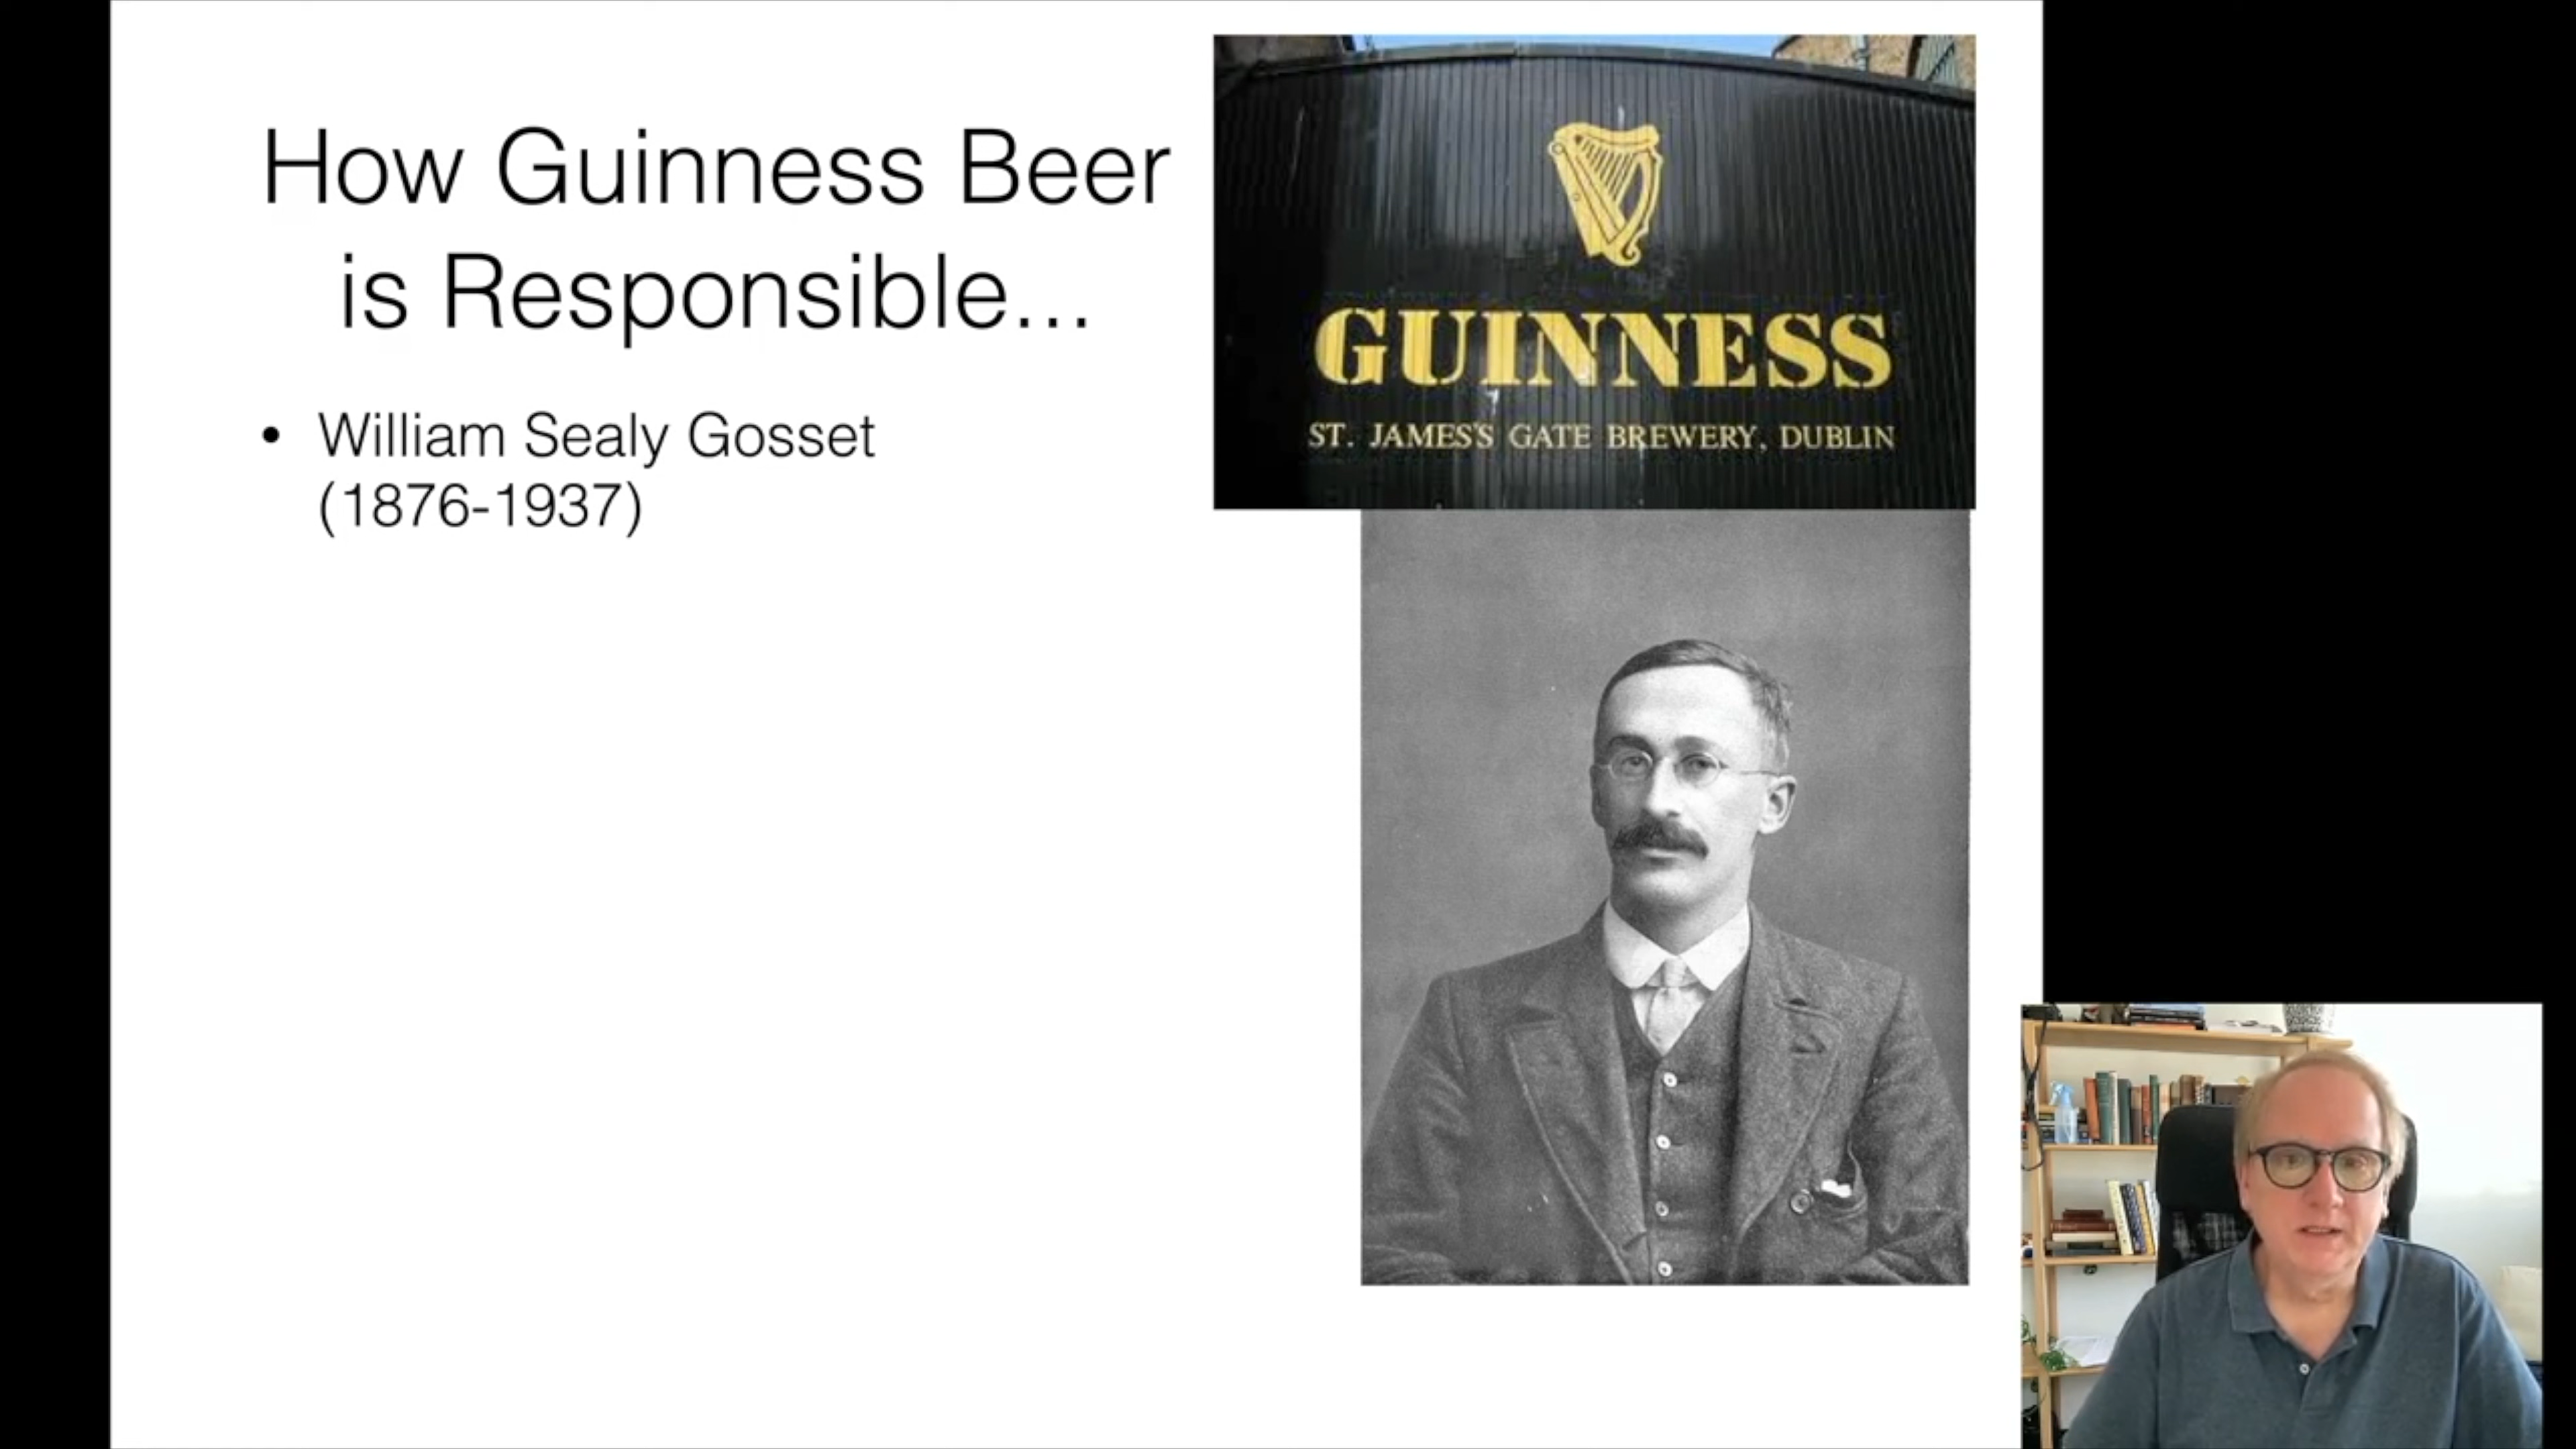 How Guinness Beer
is Responsible...
• William Sealy Gosset
(1876-1937)
GUINNESS
ST. JAMES'S GATE BREWERY, DUBLIN